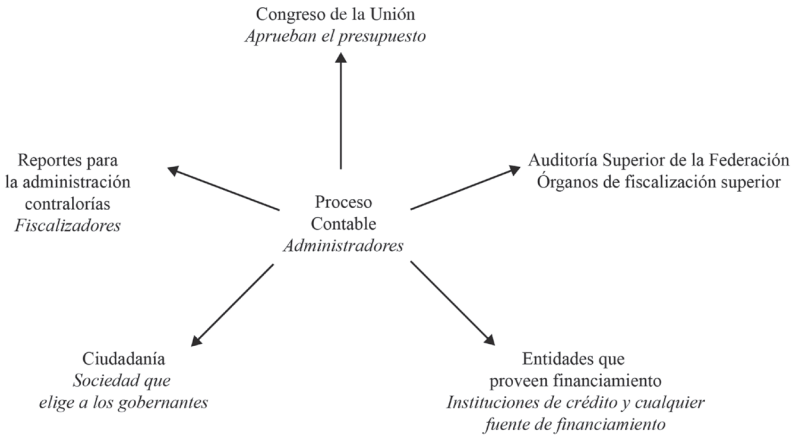 Congreso de la Unión
Aprueban el presupuesto
Reportes para
la administración
contralorías
Fiscalizadores
Auditoría Superior de la Federación
Órganos de fiscalización superior
Proceso
Contable
Administradores
Ciudadanía
Sociedad que
elige a los gobernantes
Entidades que
proveen financiamiento
Instituciones de crédito y cualquier
fuente de financiamiento